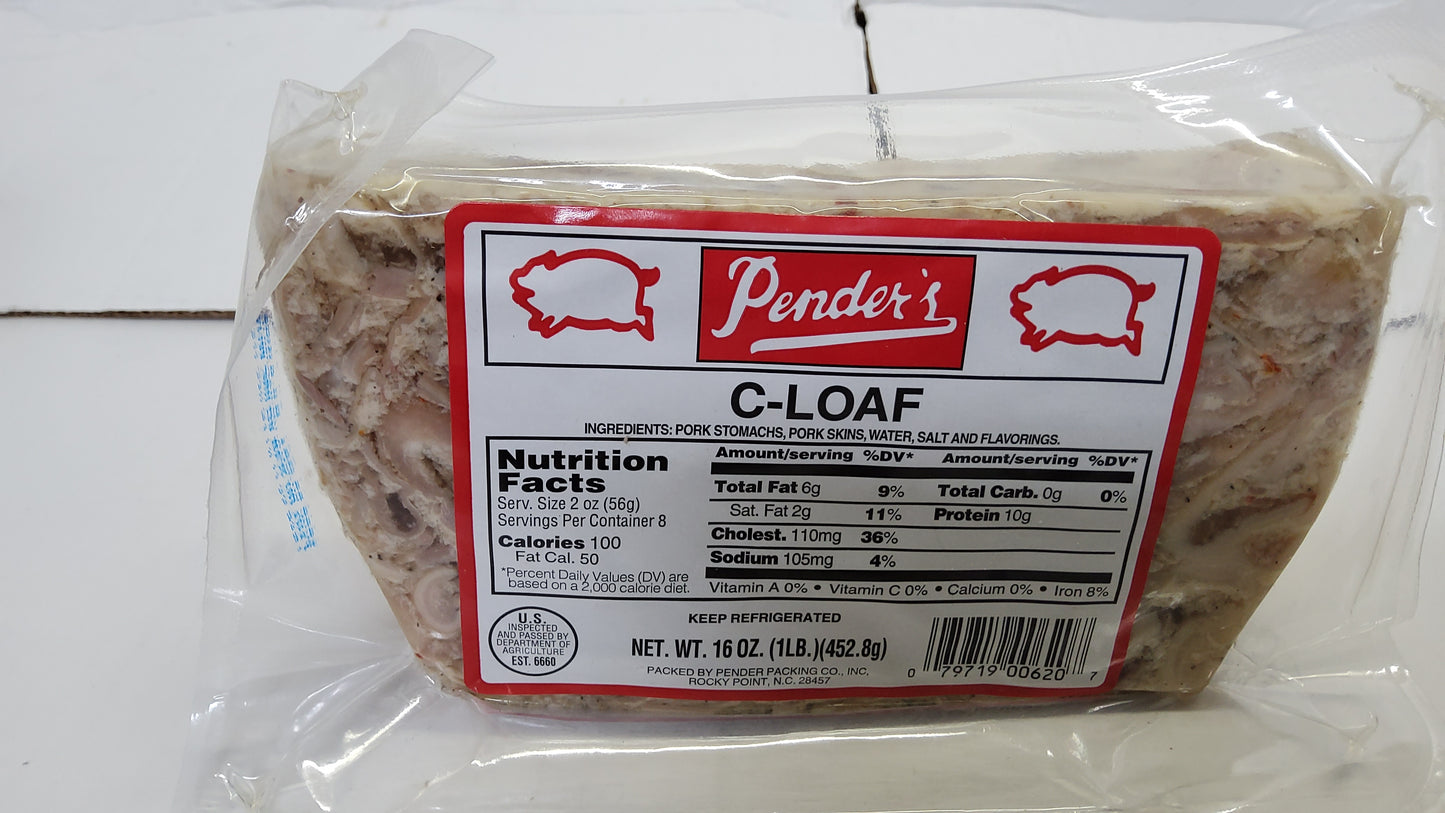 Pender's
C-LOAF
INGREDIENTS: PORK STOMACHS, PORK SKINS, WATER, SALT AND FLAVORINGS.
Nutrition
Facts
Serv. Size 2 oz (56g)
Servings Per Container 8
Calories 100
Fat Cal. 50
*Percent Daily Values (DV) are
based on a 2,000 calorie diet.
Amount/serving %DV* Amount/serving %DV*
Total Fat 6g 9% Total Carb. 0g 0%
Sat. Fat 2g 11% Protein 10g
Cholest. 110mg 36%
Sodium 105mg 4%
Vitamin A 0% • Vitamin C 0% • Calcium 0% • Iron 8%
U.S.
INSPECTED
AND PASSED BY
DEPARTMENT OF
AGRICULTURE
EST. 6660
KEEP REFRIGERATED
NET. WT. 16 OZ. (1LB.)(452.8g)
PACKED BY PENDER PACKING CO., INC,
ROCKY POINT, N.C. 28457
0 79719 00620 7